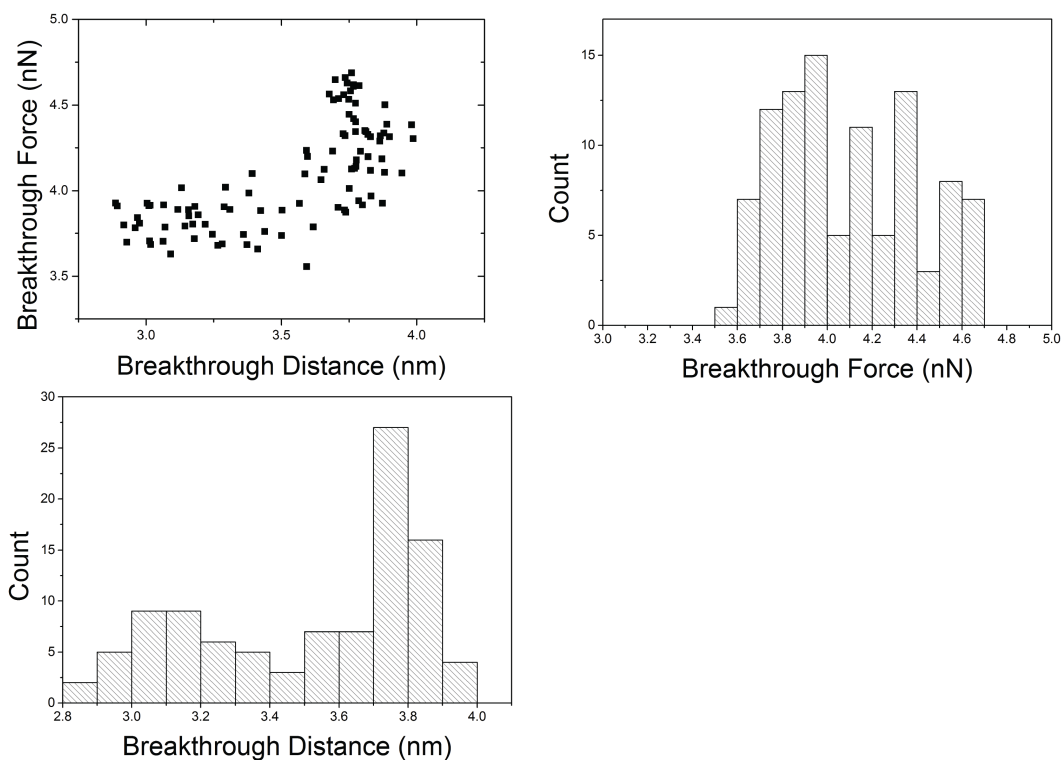 5.0
4.5
4.0
3.5
3.0
3.5
4.0
Breakthrough Force (nN)
Breakthrough Distance (nm)
15
10
5
0
3.0 3.2 3.4 3.6 3.8 4.0 4.2 4.4 4.6 4.8 5.0
Count
Breakthrough Force (nN)
30
25
20
15
10
5
0
2.8 3.0 3.2 3.4 3.6 3.8 4.0
Count
Breakthrough Distance (nm)